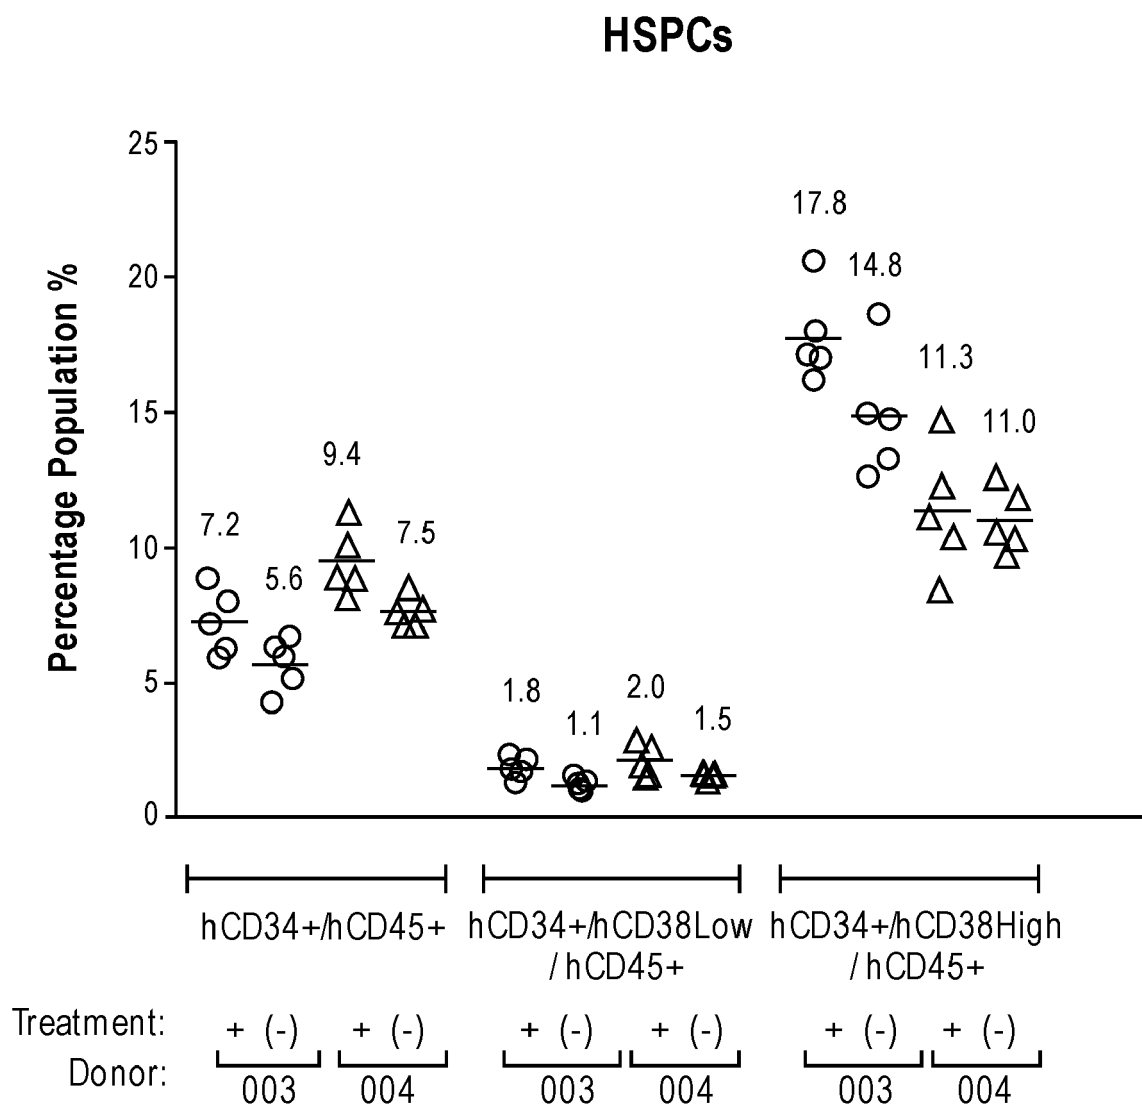 HSPCs
Percentage Population %
25
20
15
10
5
0
7.2
5.6
9.4
7.5
1.8
1.1
2.0
1.5
17.8
14.8
11.3
11.0
hCD34+/hCD45+
hCD34+/hCD38Low
/ hCD45+
hCD34+/hCD38High
/ hCD45+
Treatment: + (-) + (-) + (-) + (-) + (-) + (-)
Donor: 003 004 003 004 003 004